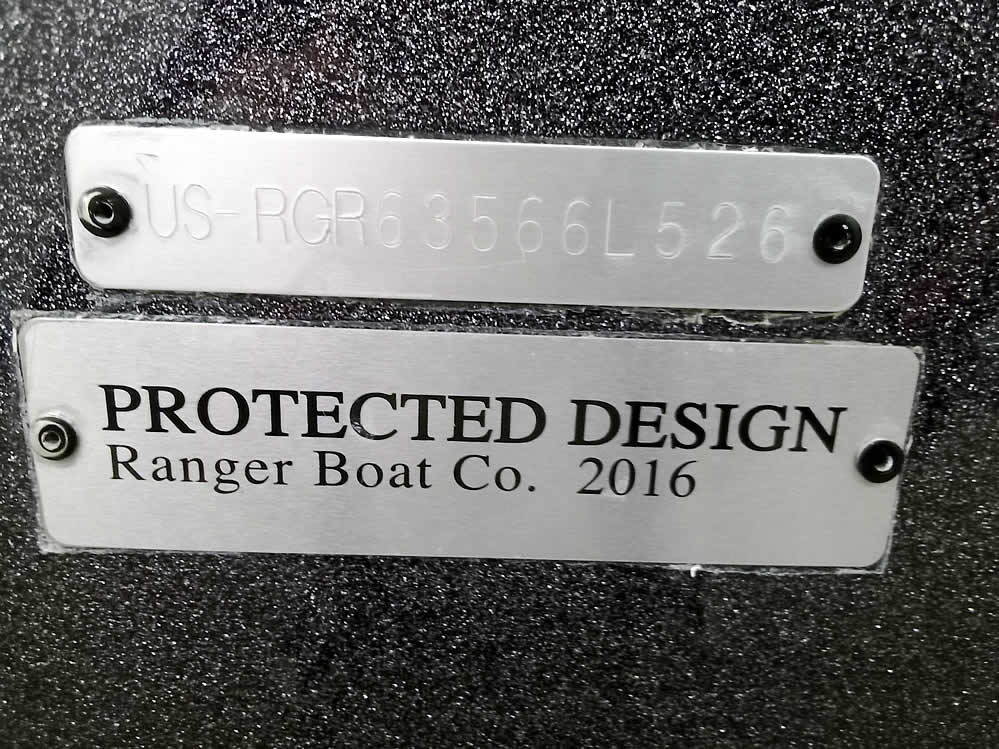 US-RGR63566L526
PROTECTED DESIGN
Ranger Boat Co. 2016